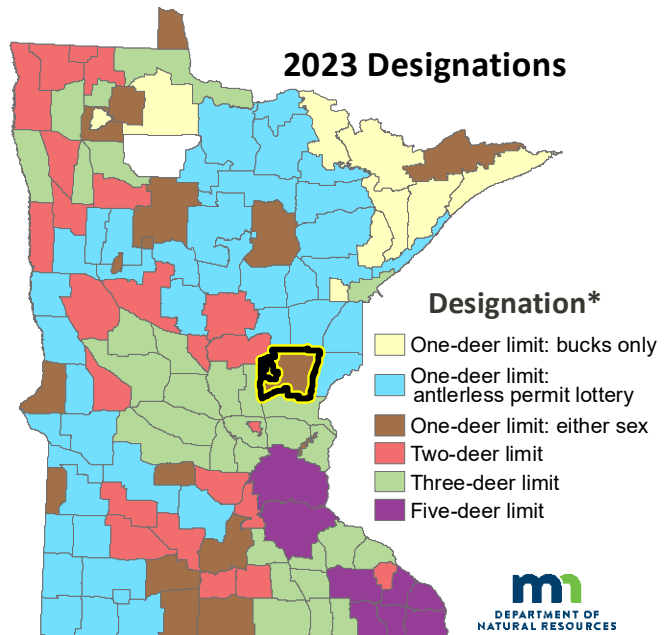 2023 Designations
Designation*
One-deer limit: bucks only
One-deer limit:
antlerless permit lottery
One-deer limit: either sex
Two-deer limit
Three-deer limit
Five-deer limit
mn
DEPARTMENT OF
NATURAL RESOURCES